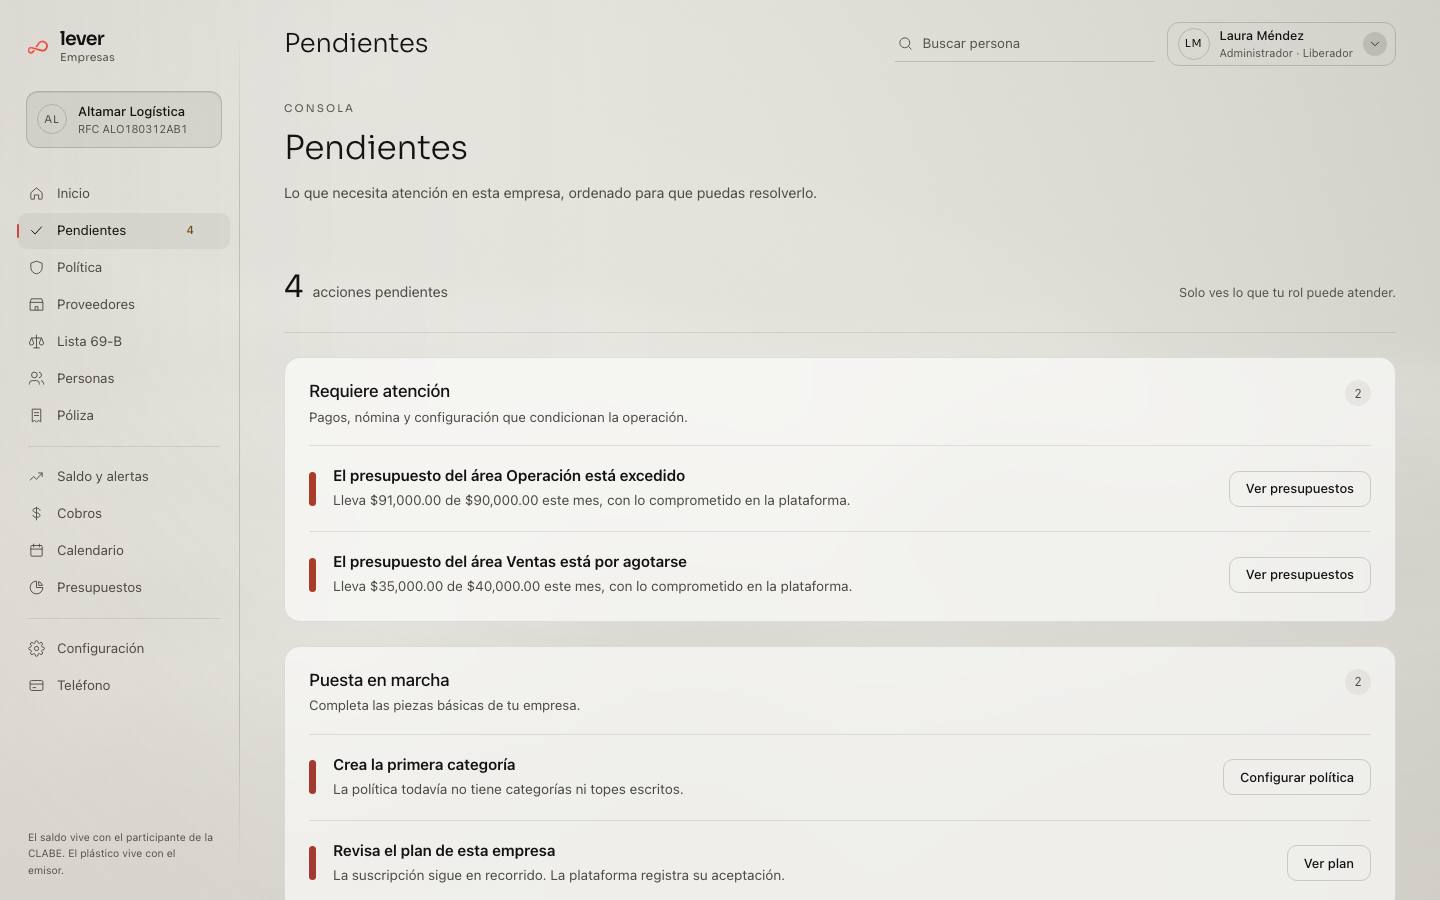 lever
Empresas
AL
Altamar Logística
RFC ALO180312AB1
Inicio
Pendientes 4
Política
Proveedores
Lista 69-B
Personas
Póliza
Saldo y alertas
Cobros
Calendario
Presupuestos
Configuración
Teléfono
El saldo vive con el participante de la
CLABE. El plástico vive con el
emisor.
Pendientes
Buscar persona
LM
Laura Méndez
Administrador · Liberador
CONSOLA
Pendientes
Lo que necesita atención en esta empresa, ordenado para que puedas resolverlo.
4 acciones pendientes
Solo ves lo que tu rol puede atender.
Requiere atención
2
Pagos, nómina y configuración que condicionan la operación.
El presupuesto del área Operación está excedido
Lleva $91,000.00 de $90,000.00 este mes, con lo comprometido en la plataforma.
Ver presupuestos
El presupuesto del área Ventas está por agotarse
Lleva $35,000.00 de $40,000.00 este mes, con lo comprometido en la plataforma.
Ver presupuestos
Puesta en marcha
2
Completa las piezas básicas de tu empresa.
Crea la primera categoría
La política todavía no tiene categorías ni topes escritos.
Configurar política
Revisa el plan de esta empresa
La suscripción sigue en recorrido. La plataforma registra su aceptación.
Ver plan